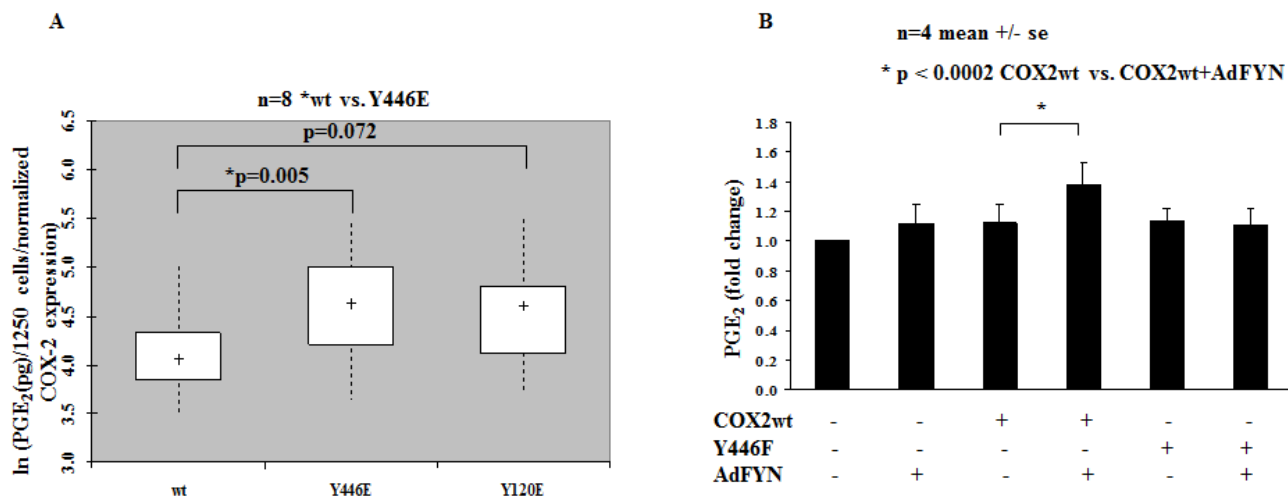 A
n=8 *wt vs. Y446E
p=0.072
*p=0.005
ln (PGE₂(pg)/1250 cells/normalized
COX-2 expression)
6.5
6.0
5.5
5.0
4.5
4.0
3.5
3.0
wt Y446E Y120E
B
n=4 mean +/- se
* p < 0.0002 COX2wt vs. COX2wt+AdFYN
*
PGE₂ (fold change)
1.8
1.6
1.4
1.2
1.0
0.8
0.6
0.4
0.2
0.0
COX2wt - - + + - -
Y446F - - - - + +
AdFYN - + - + - +